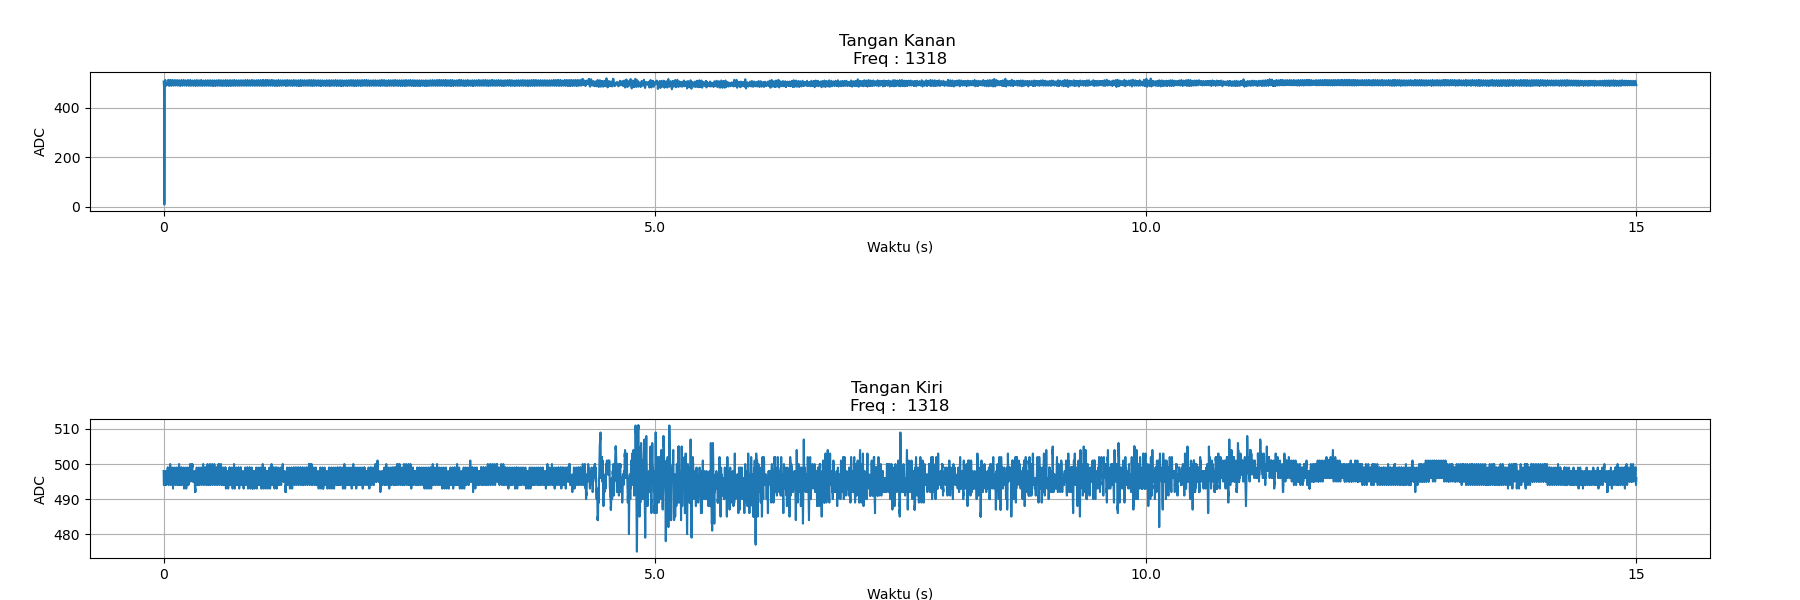 Tangan Kanan
Freq : 1318
ADC
400
200
0
0
5.0
10.0
15
Waktu (s)
Tangan Kiri
Freq :  1318
ADC
510
500
490
480
0
5.0
10.0
15
Waktu (s)